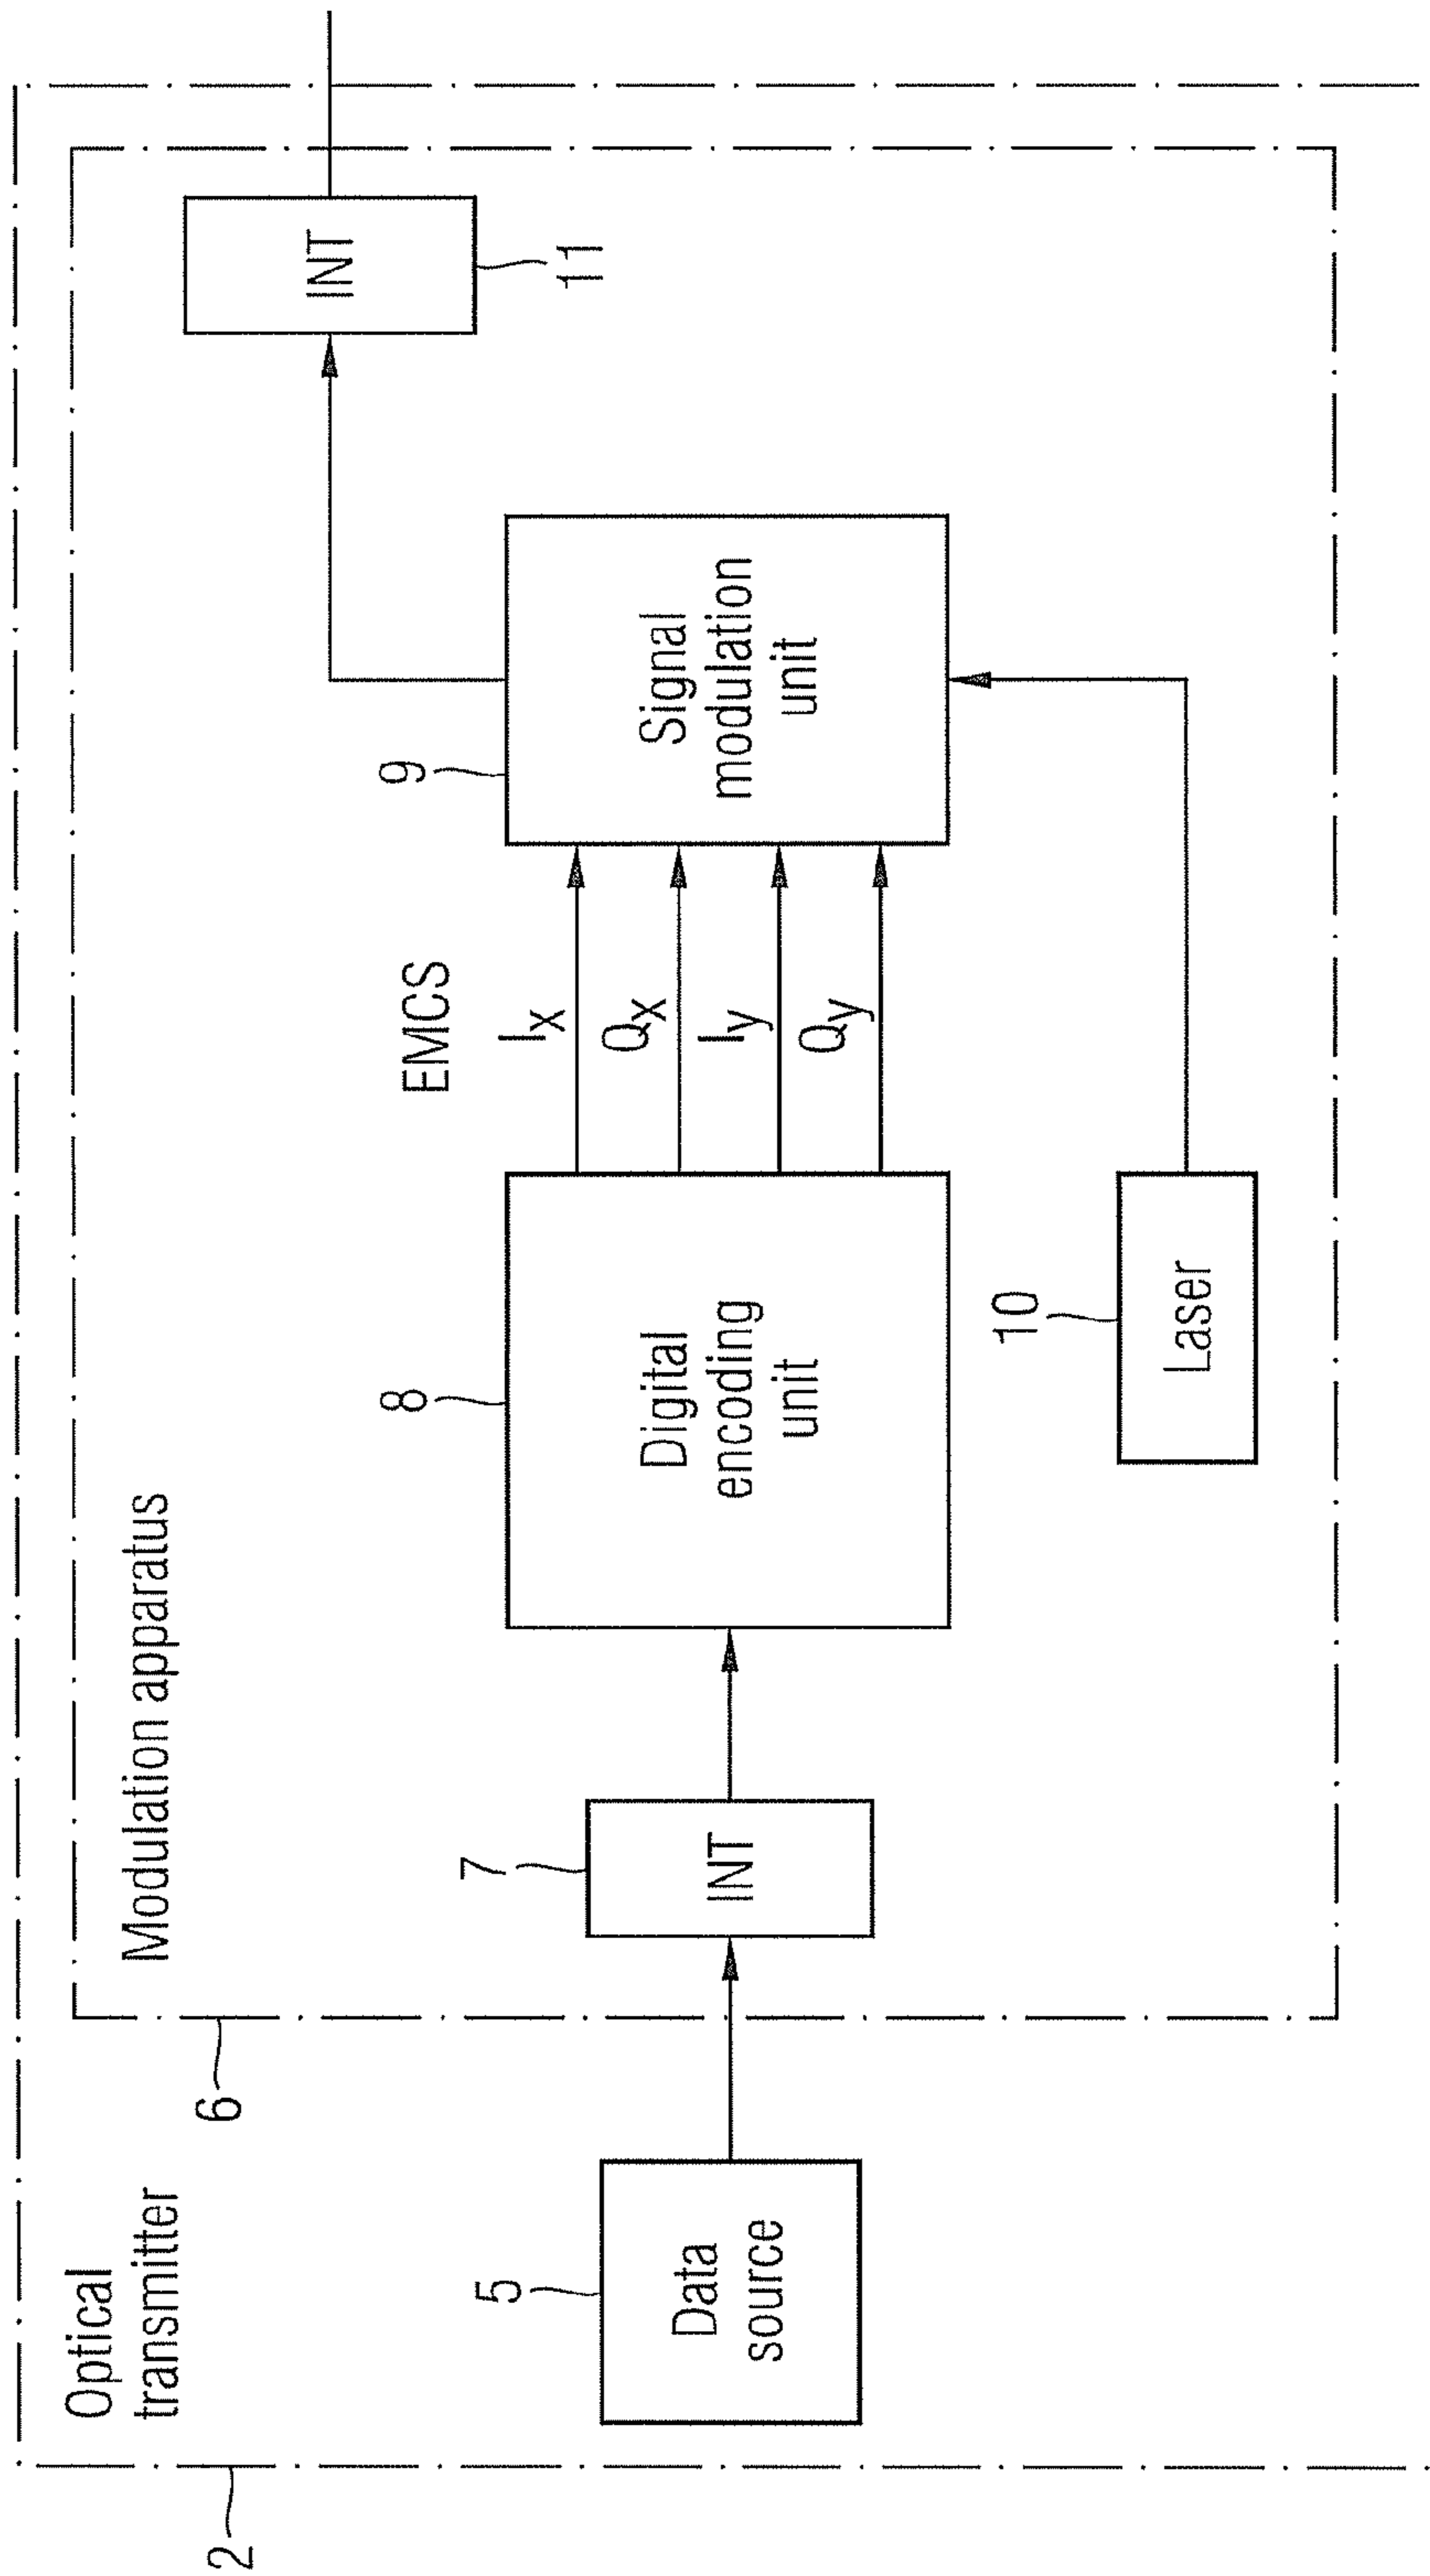 2
Optical
transmitter
6
Modulation apparatus
5
Data
source
7
INT
8
Digital
encoding
unit
EMCS
Ix
Qx
Iy
Qy
9
Signal
modulation
unit
10
Laser
INT
11